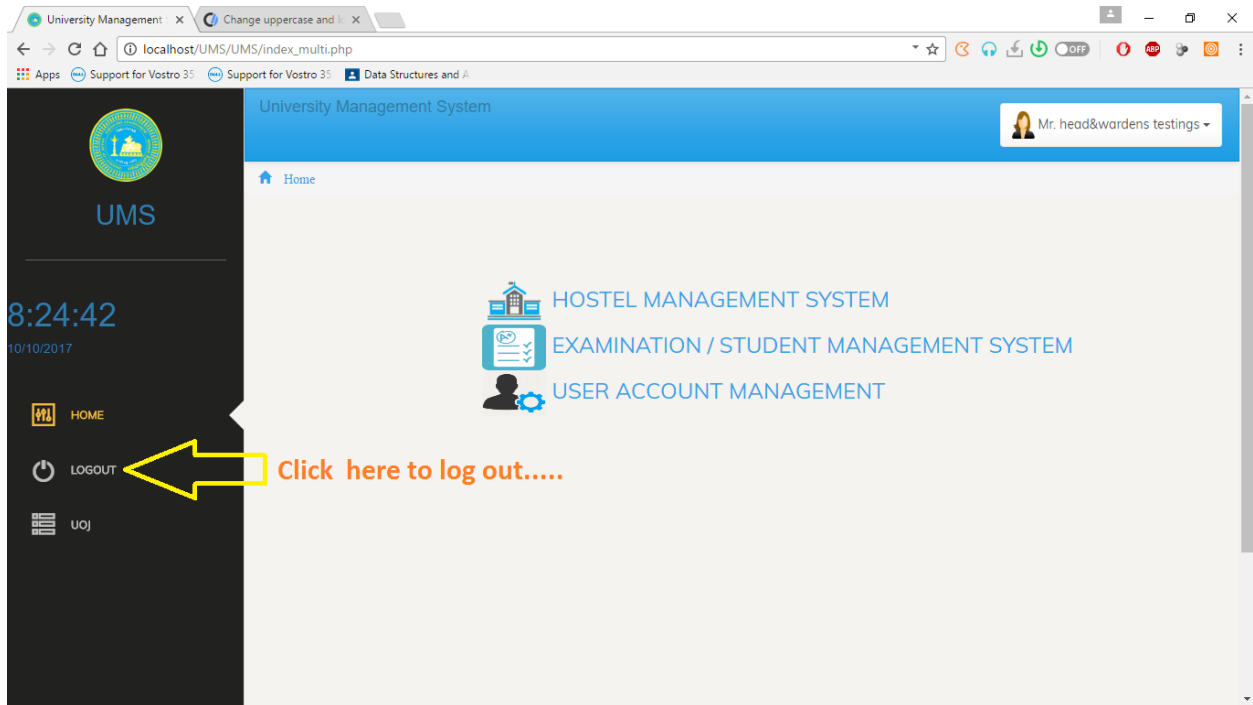 University Management
Change uppercase and l
localhost/UMS/UMS/index_multi.php
OFF
ABP
Apps
Support for Vostro 35
Support for Vostro 35
Data Structures and A
University Management System
Mr. head&wardens testings
Home
UMS
8:24:42
10/10/2017
HOSTEL MANAGEMENT SYSTEM
EXAMINATION / STUDENT MANAGEMENT SYSTEM
USER ACCOUNT MANAGEMENT
HOME
LOGOUT
Click here to log out.....
UOJ